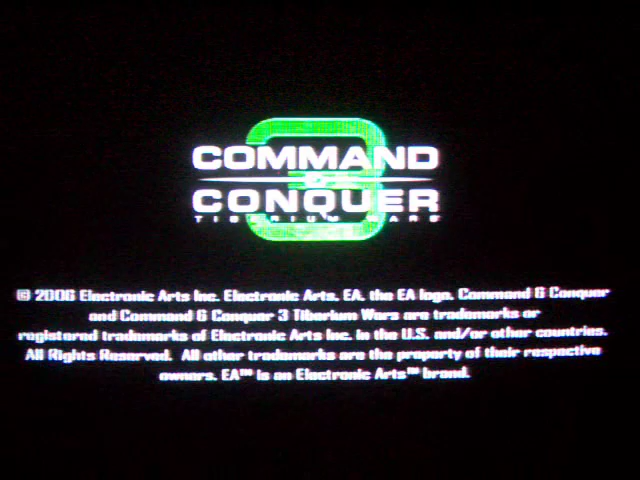 COMMAND
&
CONQUER
TIBERIUM WARS
© 2006 Electronic Arts Inc. Electronic Arts, EA, the EA logo, Command & Conquer
and Command & Conquer 3 Tiberium Wars are trademarks or
registered trademarks of Electronic Arts Inc. in the U.S. and/or other countries.
All Rights Reserved. All other trademarks are the property of their respective
owners. EA™ is an Electronic Arts™ brand.